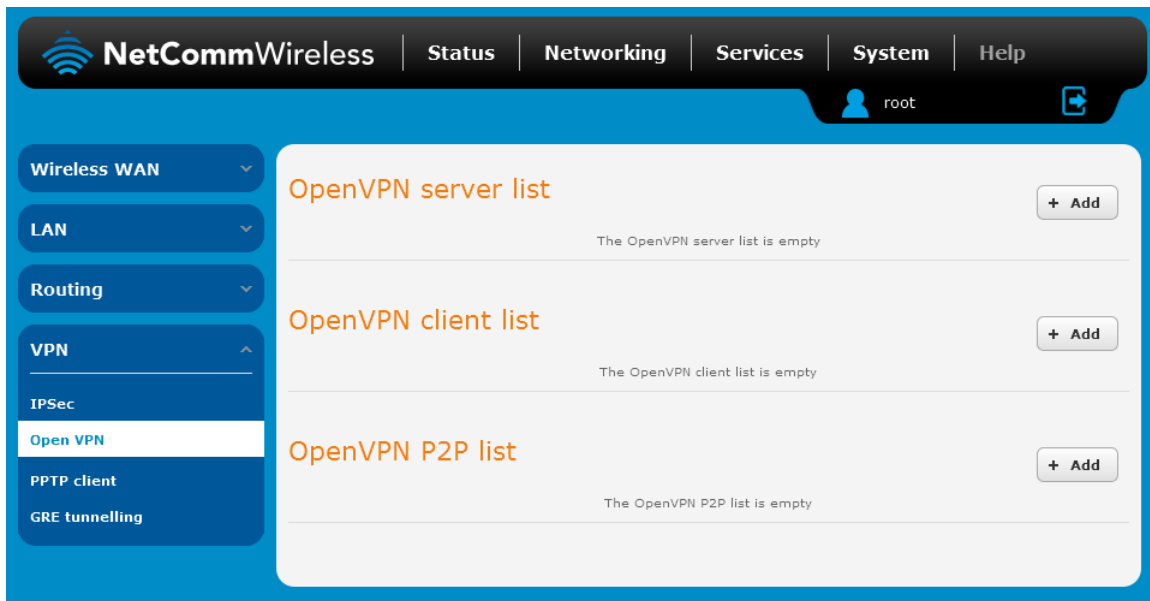 NetCommWireless
Status
Networking
Services
System
Help
root
Wireless WAN
LAN
Routing
VPN
IPSec
Open VPN
PPTP client
GRE tunnelling
OpenVPN server list
+ Add
The OpenVPN server list is empty
OpenVPN client list
+ Add
The OpenVPN client list is empty
OpenVPN P2P list
+ Add
The OpenVPN P2P list is empty